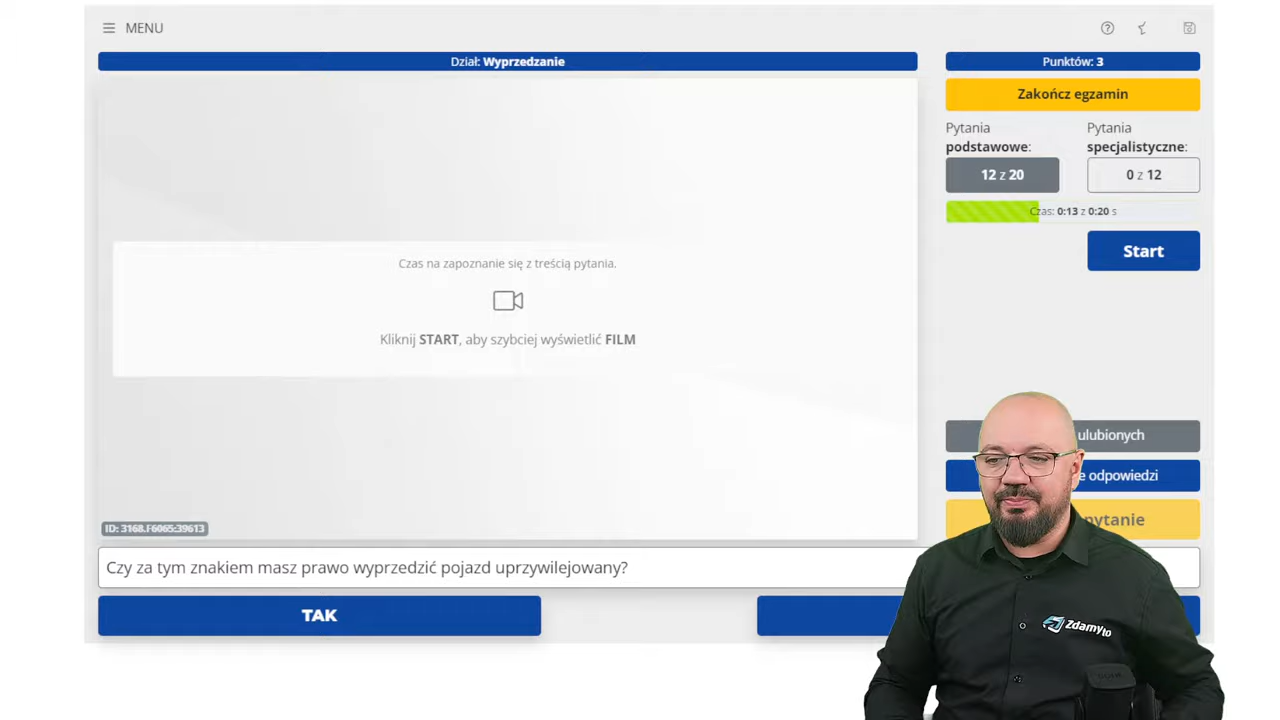 MENU
Dział: Wyprzedzanie
Punktów: 3
Zakończ egzamin
Pytania
podstawowe:
Pytania
specjalistyczne:
12 z 20
0 z 12
Czas: 0:13 z 0:20 s
Start
Czas na zapoznanie się z treścią pytania.
Kliknij START, aby szybciej wyświetlić FILM
ulubionych
odpowiedzi
pytanie
ID: 3168.F6065:39613
Czy za tym znakiem masz prawo wyprzedzić pojazd uprzywilejowany?
TAK
Zdamyto